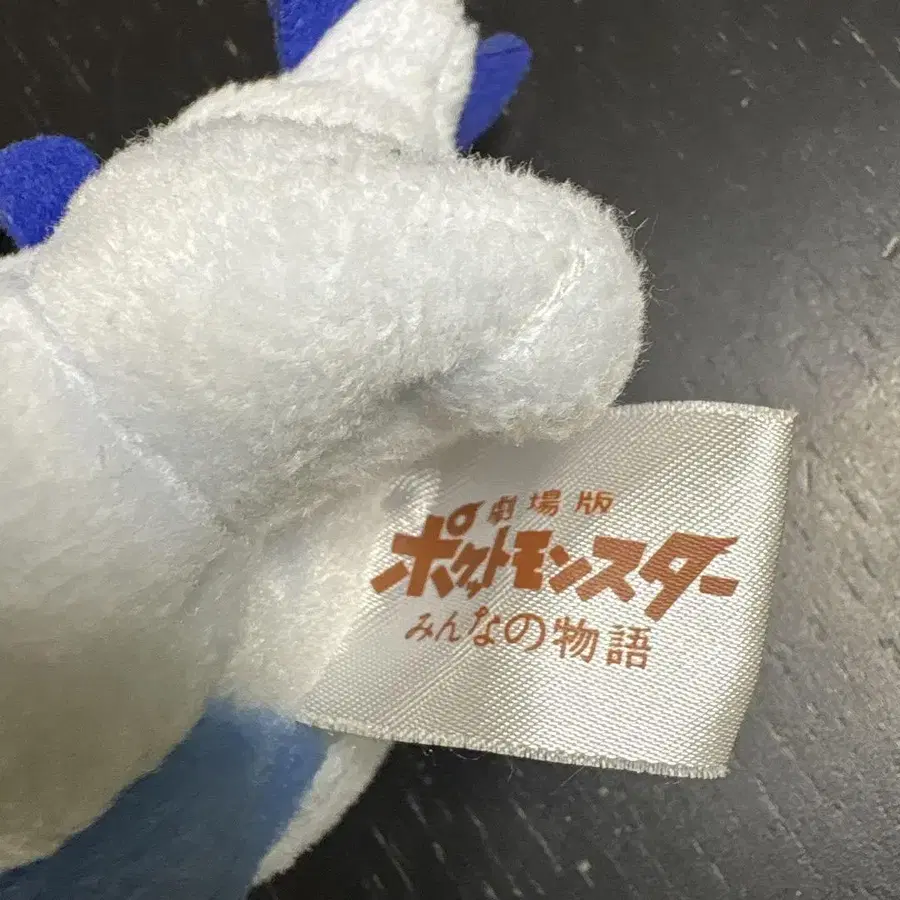 劇場版
ポケットモンスター
みんなの物語